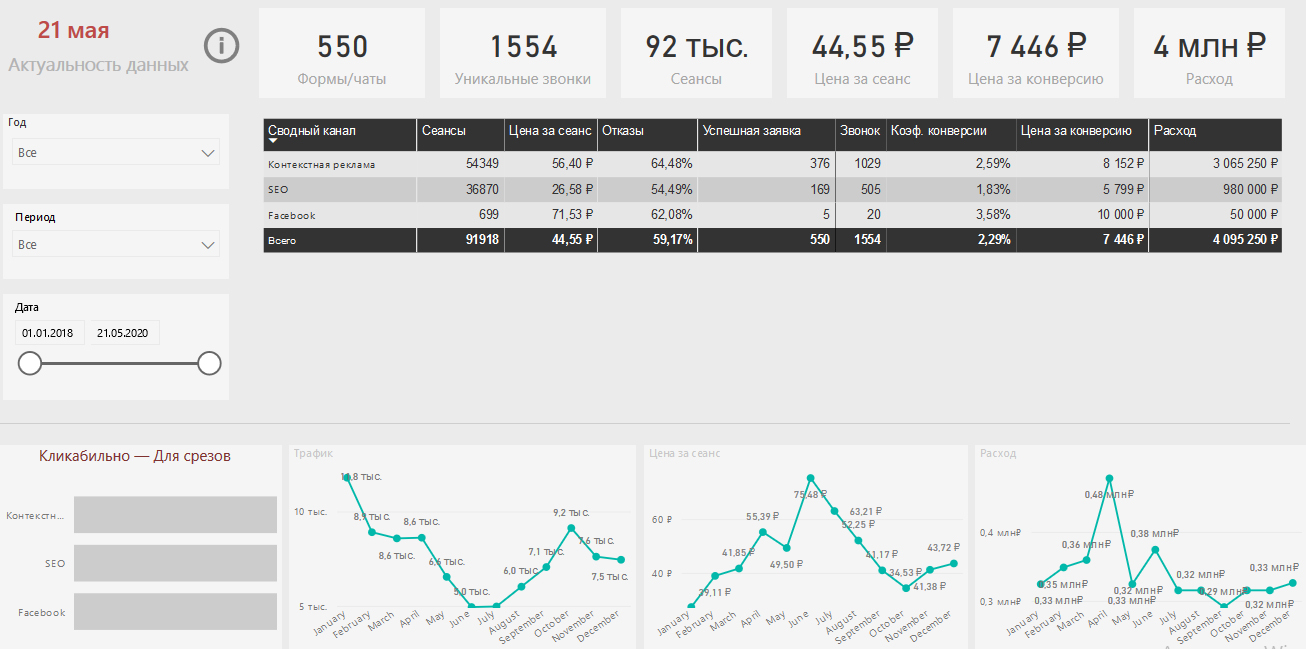 21 мая
Актуальность данных
550
Формы/чаты
1554
Уникальные звонки
92 тыс.
Сеансы
44,55 ₽
Цена за сеанс
7 446 ₽
Цена за конверсию
4 млн ₽
Расход
Год
Все
Период
Все
Дата
01.01.2018 21.05.2020
Сводный канал Сеансы Цена за сеанс Отказы Успешная заявка Звонок Коэф. конверсии Цена за конверсию Расход
Контекстная реклама 54349 56,40 ₽ 64,48% 376 1029 2,59% 8 152 ₽ 3 065 250 ₽
SEO 36870 26,58 ₽ 54,49% 169 505 1,83% 5 799 ₽ 980 000 ₽
Facebook 699 71,53 ₽ 62,08% 5 20 3,58% 10 000 ₽ 50 000 ₽
Всего 91918 44,55 ₽ 59,17% 550 1554 2,29% 7 446 ₽ 4 095 250 ₽
Кликабильно — Для срезов
Контекстн...
SEO
Facebook
Трафик
10 тыс.
5 тыс.
8,9 тыс.
8,6 тыс.
8,6 тыс.
6,6 тыс.
5,0 тыс.
6,0 тыс.
7,1 тыс.
9,2 тыс.
7,6 тыс.
7,5 тыс.
January February March April May June July August September October November December
Цена за сеанс
60 ₽
40 ₽
39,11 ₽
41,85 ₽
55,39 ₽
49,50 ₽
75,48 ₽
63,21 ₽
52,25 ₽
41,17 ₽
34,53 ₽
41,38 ₽
43,72 ₽
January February March April May June July August September October November December
Расход
0,4 млн₽
0,3 млн₽
0,33 млн₽
0,35 млн₽
0,36 млн₽
0,48 млн₽
0,33 млн₽
0,38 млн₽
0,32 млн₽
0,32 млн₽
0,29 млн₽
0,32 млн₽
0,33 млн₽
January February March April May June July August September October November December